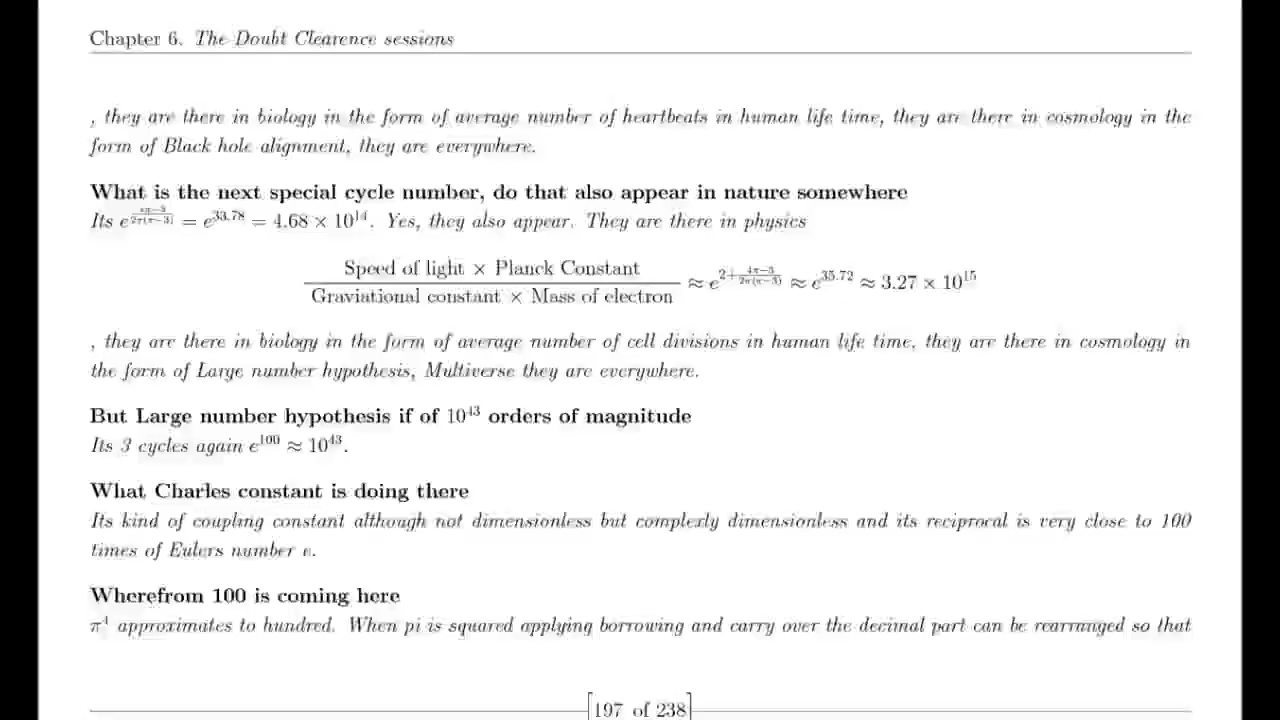 Chapter 6. The Doubt Clearence sessions
, they are there in biology in the form of average number of heartbeats in human life time, they are there in cosmology in the
form of Black hole alignment, they are everywhere.
What is the next special cycle number, do that also appear in nature somewhere
Its e^{\frac{π−3}{2π(π−3)}} = e^{33.78} = 4.68 × 10^{14}. Yes, they also appear. They are there in physics
\frac{Speed of light × Planck Constant}{Graviational constant × Mass of electron} ≈ e^{2+\frac{4π−3}{2π(π−3)}} ≈ e^{35.72} ≈ 3.27 × 10^{15}
, they are there in biology in the form of average number of cell divisions in human life time, they are there in cosmology in
the form of Large number hypothesis, Multiverse they are everywhere.
But Large number hypothesis if of 10^{43} orders of magnitude
Its 3 cycles again e^{100} ≈ 10^{43}.
What Charles constant is doing there
Its kind of coupling constant although not dimensionless but complexly dimensionless and its reciprocal is very close to 100
times of Eulers number e.
Wherefrom 100 is coming here
π^{4} approximates to hundred. When pi is squared applying borrowing and carry over the decimal part can be rearranged so that
[197 of 238]